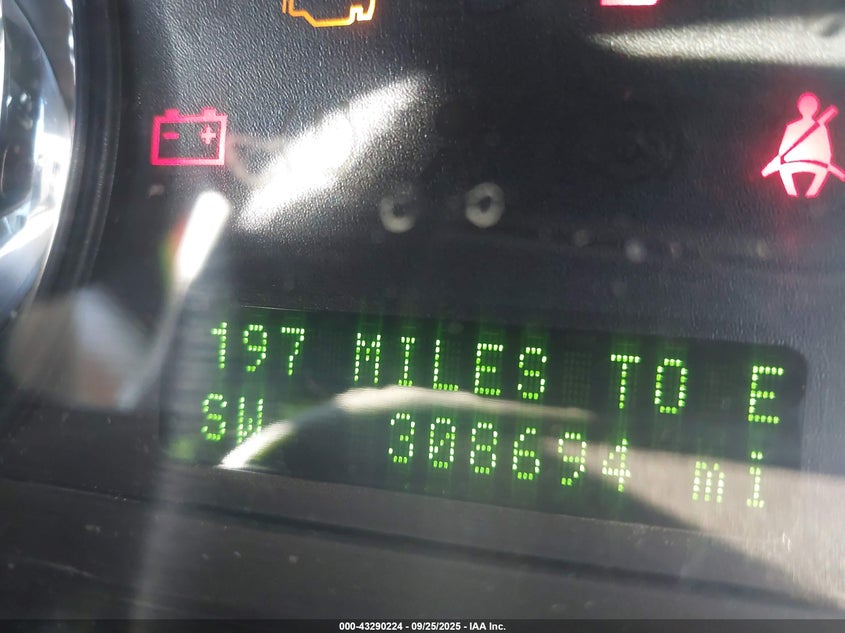 197 MILES TO E
SW 308694 mi
000-43290224 - 09/25/2025 - IAA Inc.